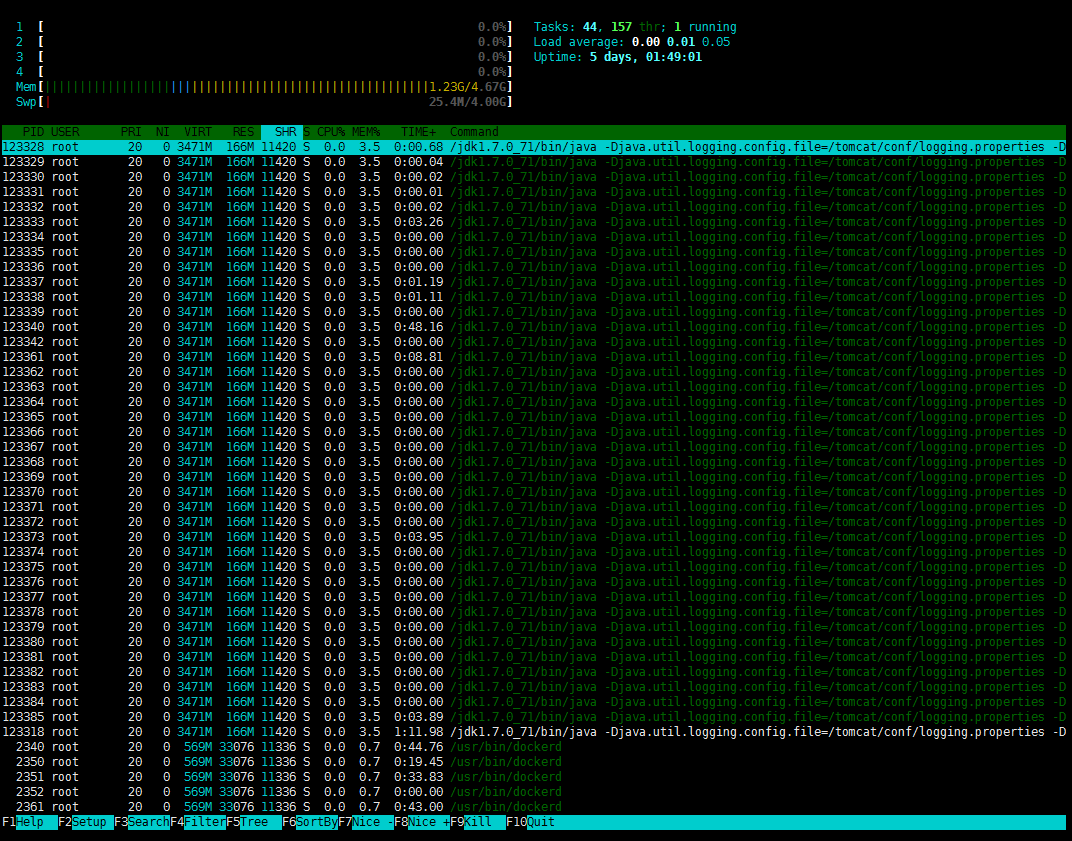 1 [ 0.0%] Tasks: 44, 157 thr; 1 running
2 [ 0.0%] Load average: 0.00 0.01 0.05
3 [ 0.0%] Uptime: 5 days, 01:49:01
4 [ 0.0%]
Mem[||||||||||||||||||||||||||||||||||||||||||||||||||||||1.23G/4.67G]
Swp[| 25.4M/4.00G]
PID USER PRI NI VIRT RES SHR S CPU% MEM% TIME+ Command
123328 root 20 0 3471M 166M 11420 S 0.0 3.5 0:00.68 /jdk1.7.0_71/bin/java -Djava.util.logging.config.file=/tomcat/conf/logging.properties -D
123329 root 20 0 3471M 166M 11420 S 0.0 3.5 0:00.04 /jdk1.7.0_71/bin/java -Djava.util.logging.config.file=/tomcat/conf/logging.properties -D
123330 root 20 0 3471M 166M 11420 S 0.0 3.5 0:00.02 /jdk1.7.0_71/bin/java -Djava.util.logging.config.file=/tomcat/conf/logging.properties -D
123331 root 20 0 3471M 166M 11420 S 0.0 3.5 0:00.01 /jdk1.7.0_71/bin/java -Djava.util.logging.config.file=/tomcat/conf/logging.properties -D
123332 root 20 0 3471M 166M 11420 S 0.0 3.5 0:00.02 /jdk1.7.0_71/bin/java -Djava.util.logging.config.file=/tomcat/conf/logging.properties -D
123333 root 20 0 3471M 166M 11420 S 0.0 3.5 0:03.26 /jdk1.7.0_71/bin/java -Djava.util.logging.config.file=/tomcat/conf/logging.properties -D
123334 root 20 0 3471M 166M 11420 S 0.0 3.5 0:00.00 /jdk1.7.0_71/bin/java -Djava.util.logging.config.file=/tomcat/conf/logging.properties -D
123335 root 20 0 3471M 166M 11420 S 0.0 3.5 0:00.00 /jdk1.7.0_71/bin/java -Djava.util.logging.config.file=/tomcat/conf/logging.properties -D
123336 root 20 0 3471M 166M 11420 S 0.0 3.5 0:00.00 /jdk1.7.0_71/bin/java -Djava.util.logging.config.file=/tomcat/conf/logging.properties -D
123337 root 20 0 3471M 166M 11420 S 0.0 3.5 0:01.19 /jdk1.7.0_71/bin/java -Djava.util.logging.config.file=/tomcat/conf/logging.properties -D
123338 root 20 0 3471M 166M 11420 S 0.0 3.5 0:01.11 /jdk1.7.0_71/bin/java -Djava.util.logging.config.file=/tomcat/conf/logging.properties -D
123339 root 20 0 3471M 166M 11420 S 0.0 3.5 0:00.00 /jdk1.7.0_71/bin/java -Djava.util.logging.config.file=/tomcat/conf/logging.properties -D
123340 root 20 0 3471M 166M 11420 S 0.0 3.5 0:48.16 /jdk1.7.0_71/bin/java -Djava.util.logging.config.file=/tomcat/conf/logging.properties -D
123342 root 20 0 3471M 166M 11420 S 0.0 3.5 0:00.00 /jdk1.7.0_71/bin/java -Djava.util.logging.config.file=/tomcat/conf/logging.properties -D
123361 root 20 0 3471M 166M 11420 S 0.0 3.5 0:08.81 /jdk1.7.0_71/bin/java -Djava.util.logging.config.file=/tomcat/conf/logging.properties -D
123362 root 20 0 3471M 166M 11420 S 0.0 3.5 0:00.00 /jdk1.7.0_71/bin/java -Djava.util.logging.config.file=/tomcat/conf/logging.properties -D
123363 root 20 0 3471M 166M 11420 S 0.0 3.5 0:00.00 /jdk1.7.0_71/bin/java -Djava.util.logging.config.file=/tomcat/conf/logging.properties -D
123364 root 20 0 3471M 166M 11420 S 0.0 3.5 0:00.00 /jdk1.7.0_71/bin/java -Djava.util.logging.config.file=/tomcat/conf/logging.properties -D
123365 root 20 0 3471M 166M 11420 S 0.0 3.5 0:00.00 /jdk1.7.0_71/bin/java -Djava.util.logging.config.file=/tomcat/conf/logging.properties -D
123366 root 20 0 3471M 166M 11420 S 0.0 3.5 0:00.00 /jdk1.7.0_71/bin/java -Djava.util.logging.config.file=/tomcat/conf/logging.properties -D
123367 root 20 0 3471M 166M 11420 S 0.0 3.5 0:00.00 /jdk1.7.0_71/bin/java -Djava.util.logging.config.file=/tomcat/conf/logging.properties -D
123368 root 20 0 3471M 166M 11420 S 0.0 3.5 0:00.00 /jdk1.7.0_71/bin/java -Djava.util.logging.config.file=/tomcat/conf/logging.properties -D
123369 root 20 0 3471M 166M 11420 S 0.0 3.5 0:00.00 /jdk1.7.0_71/bin/java -Djava.util.logging.config.file=/tomcat/conf/logging.properties -D
123370 root 20 0 3471M 166M 11420 S 0.0 3.5 0:00.00 /jdk1.7.0_71/bin/java -Djava.util.logging.config.file=/tomcat/conf/logging.properties -D
123371 root 20 0 3471M 166M 11420 S 0.0 3.5 0:00.00 /jdk1.7.0_71/bin/java -Djava.util.logging.config.file=/tomcat/conf/logging.properties -D
123372 root 20 0 3471M 166M 11420 S 0.0 3.5 0:00.00 /jdk1.7.0_71/bin/java -Djava.util.logging.config.file=/tomcat/conf/logging.properties -D
123373 root 20 0 3471M 166M 11420 S 0.0 3.5 0:03.95 /jdk1.7.0_71/bin/java -Djava.util.logging.config.file=/tomcat/conf/logging.properties -D
123374 root 20 0 3471M 166M 11420 S 0.0 3.5 0:00.00 /jdk1.7.0_71/bin/java -Djava.util.logging.config.file=/tomcat/conf/logging.properties -D
123375 root 20 0 3471M 166M 11420 S 0.0 3.5 0:00.00 /jdk1.7.0_71/bin/java -Djava.util.logging.config.file=/tomcat/conf/logging.properties -D
123376 root 20 0 3471M 166M 11420 S 0.0 3.5 0:00.00 /jdk1.7.0_71/bin/java -Djava.util.logging.config.file=/tomcat/conf/logging.properties -D
123377 root 20 0 3471M 166M 11420 S 0.0 3.5 0:00.00 /jdk1.7.0_71/bin/java -Djava.util.logging.config.file=/tomcat/conf/logging.properties -D
123378 root 20 0 3471M 166M 11420 S 0.0 3.5 0:00.00 /jdk1.7.0_71/bin/java -Djava.util.logging.config.file=/tomcat/conf/logging.properties -D
123379 root 20 0 3471M 166M 11420 S 0.0 3.5 0:00.00 /jdk1.7.0_71/bin/java -Djava.util.logging.config.file=/tomcat/conf/logging.properties -D
123380 root 20 0 3471M 166M 11420 S 0.0 3.5 0:00.00 /jdk1.7.0_71/bin/java -Djava.util.logging.config.file=/tomcat/conf/logging.properties -D
123381 root 20 0 3471M 166M 11420 S 0.0 3.5 0:00.00 /jdk1.7.0_71/bin/java -Djava.util.logging.config.file=/tomcat/conf/logging.properties -D
123382 root 20 0 3471M 166M 11420 S 0.0 3.5 0:00.00 /jdk1.7.0_71/bin/java -Djava.util.logging.config.file=/tomcat/conf/logging.properties -D
123383 root 20 0 3471M 166M 11420 S 0.0 3.5 0:00.00 /jdk1.7.0_71/bin/java -Djava.util.logging.config.file=/tomcat/conf/logging.properties -D
123384 root 20 0 3471M 166M 11420 S 0.0 3.5 0:00.00 /jdk1.7.0_71/bin/java -Djava.util.logging.config.file=/tomcat/conf/logging.properties -D
123385 root 20 0 3471M 166M 11420 S 0.0 3.5 0:03.89 /jdk1.7.0_71/bin/java -Djava.util.logging.config.file=/tomcat/conf/logging.properties -D
123318 root 20 0 3471M 166M 11420 S 0.0 3.5 1:11.98 /jdk1.7.0_71/bin/java -Djava.util.logging.config.file=/tomcat/conf/logging.properties -D
2340 root 20 0 569M 33076 11336 S 0.0 0.7 0:44.76 /usr/bin/dockerd
2350 root 20 0 569M 33076 11336 S 0.0 0.7 0:19.45 /usr/bin/dockerd
2351 root 20 0 569M 33076 11336 S 0.0 0.7 0:33.83 /usr/bin/dockerd
2352 root 20 0 569M 33076 11336 S 0.0 0.7 0:00.00 /usr/bin/dockerd
2361 root 20 0 569M 33076 11336 S 0.0 0.7 0:43.00 /usr/bin/dockerd
F1Help F2Setup F3SearchF4FilterF5Tree F6SortByF7Nice -F8Nice +F9Kill F10Quit